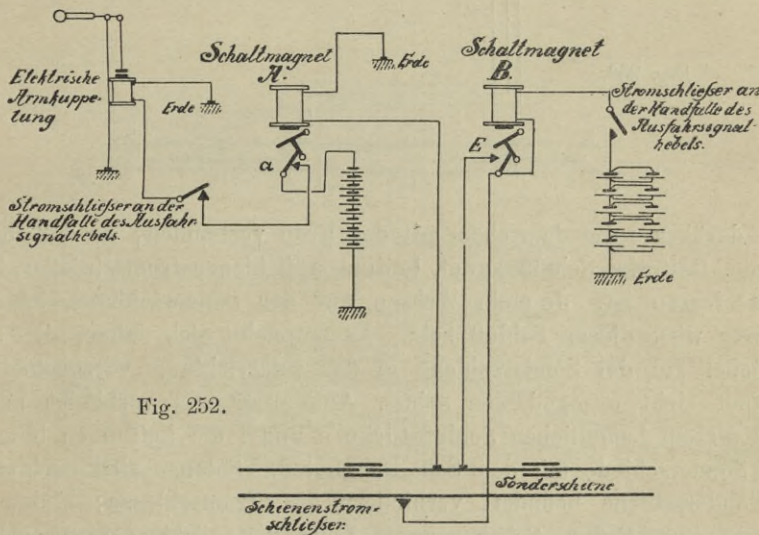 Elektrische
Armkuppe-
lung
Erde
Schaltmagnet
A.
Erde
a
Stromschließer an der
Handfalle des Ausfahr
signalhebels.
Schaltmagnet
B.
E
Stromschließer an
der Handfalle des
Ausfahrssgnal-
hebels.
Erde
Fig. 252.
Sonderschiene
Schienenstrom-
schließer.